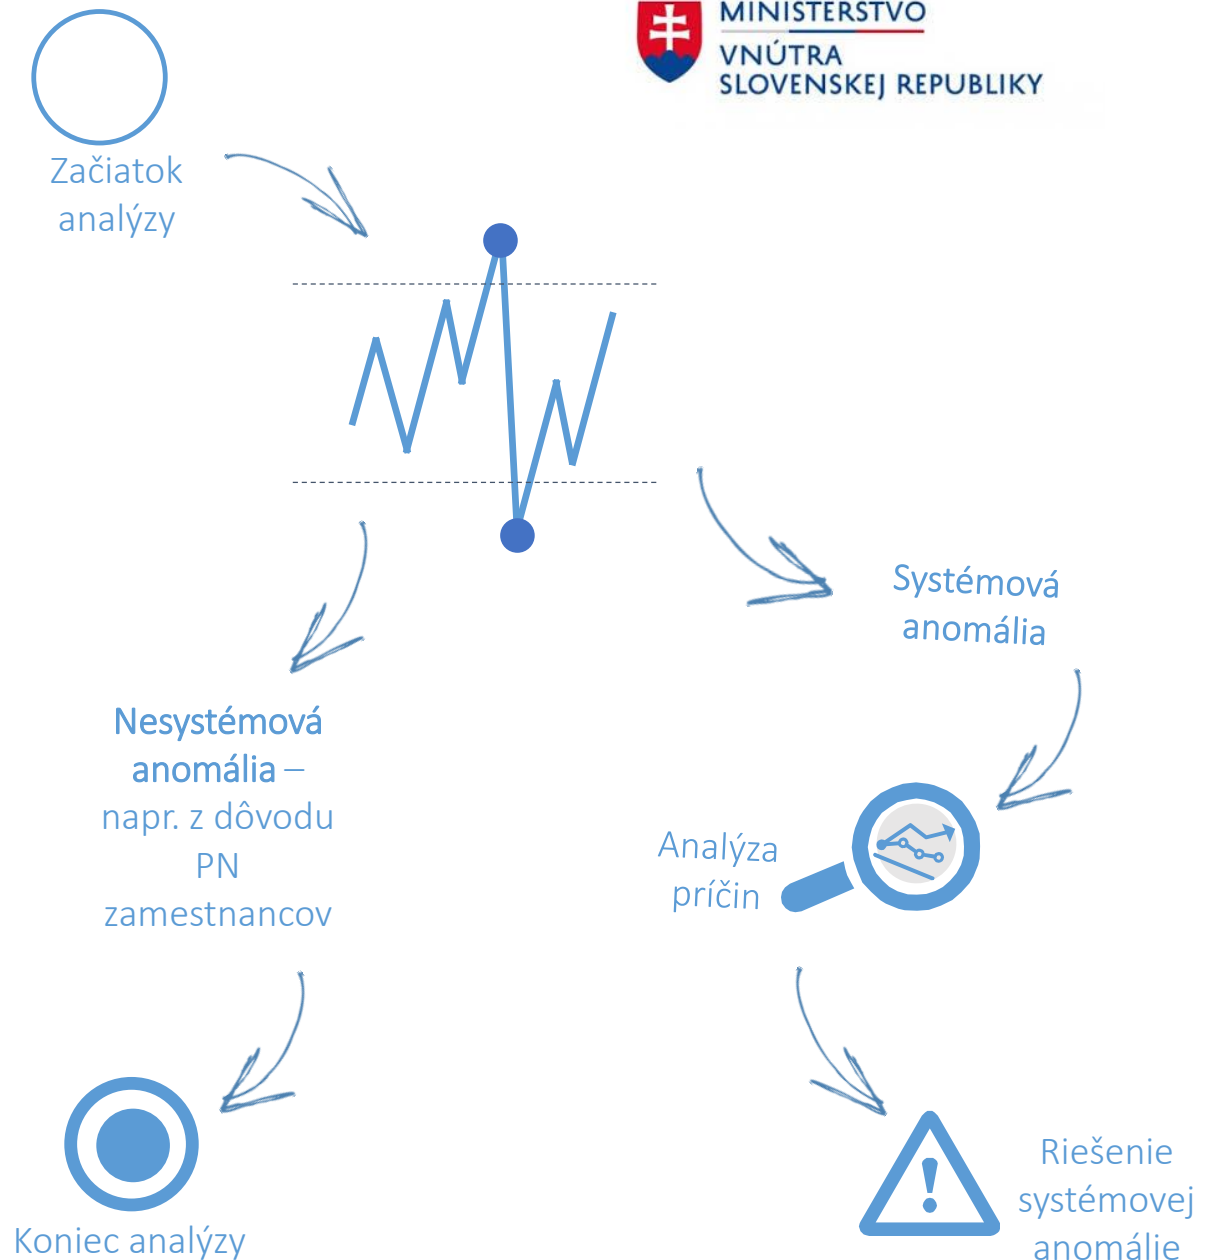 MINISTERSTVO
VNÚTRA
SLOVENSKEJ REPUBLIKY
Začiatok
analýzy
Systémová
anomália
Nesystémová
anomália –
napr. z dôvodu
PN
zamestnancov
Analýza
príčin
Koniec analýzy
Riešenie
systémovej
anomálie